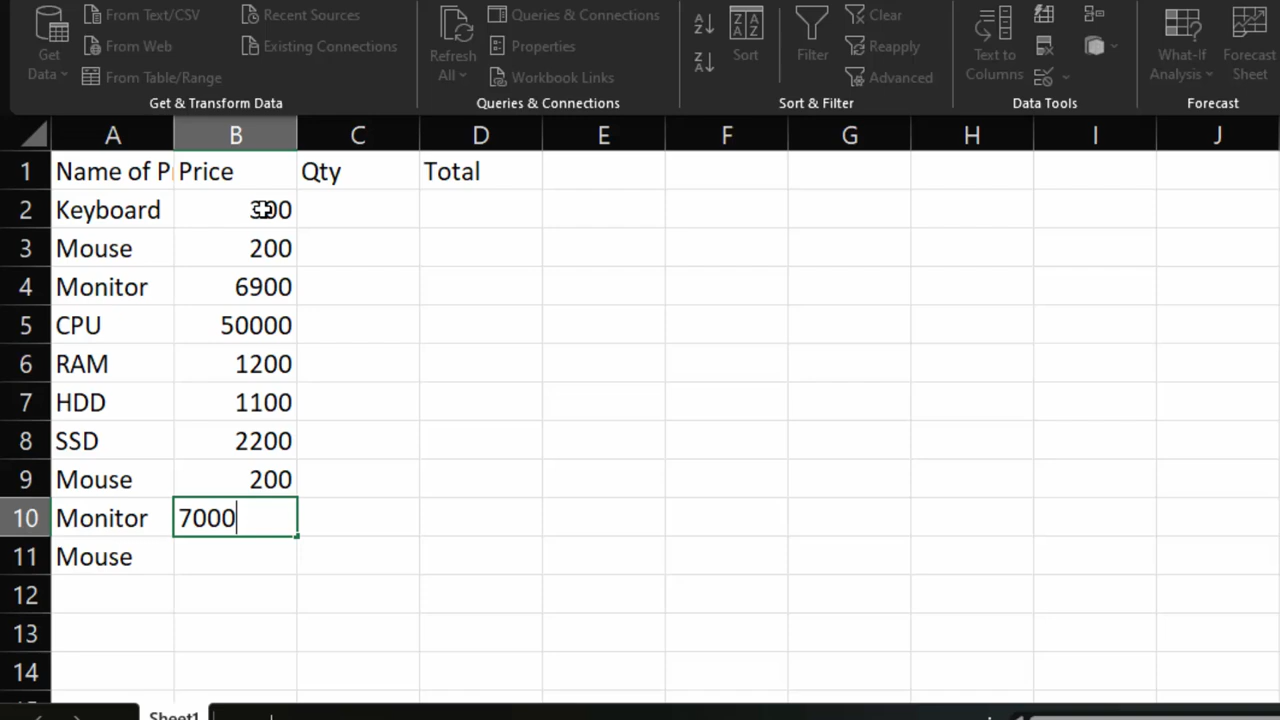 From Text/CSV Recent Sources Queries & Connections Clear
From Web Existing Connections Properties Reapply
From Table/Range Workbook Links Advanced
Get Data Refresh All Sort Filter Text to Columns What-If Analysis Forecast Sheet
Get & Transform Data Queries & Connections Sort & Filter Data Tools Forecast
A B C D E F G H I J
1 Name of P Price Qty Total
2 Keyboard 300
3 Mouse 200
4 Monitor 6900
5 CPU 50000
6 RAM 1200
7 HDD 1100
8 SSD 2200
9 Mouse 200
10 Monitor 7000
11 Mouse
12
13
14
Sheet1